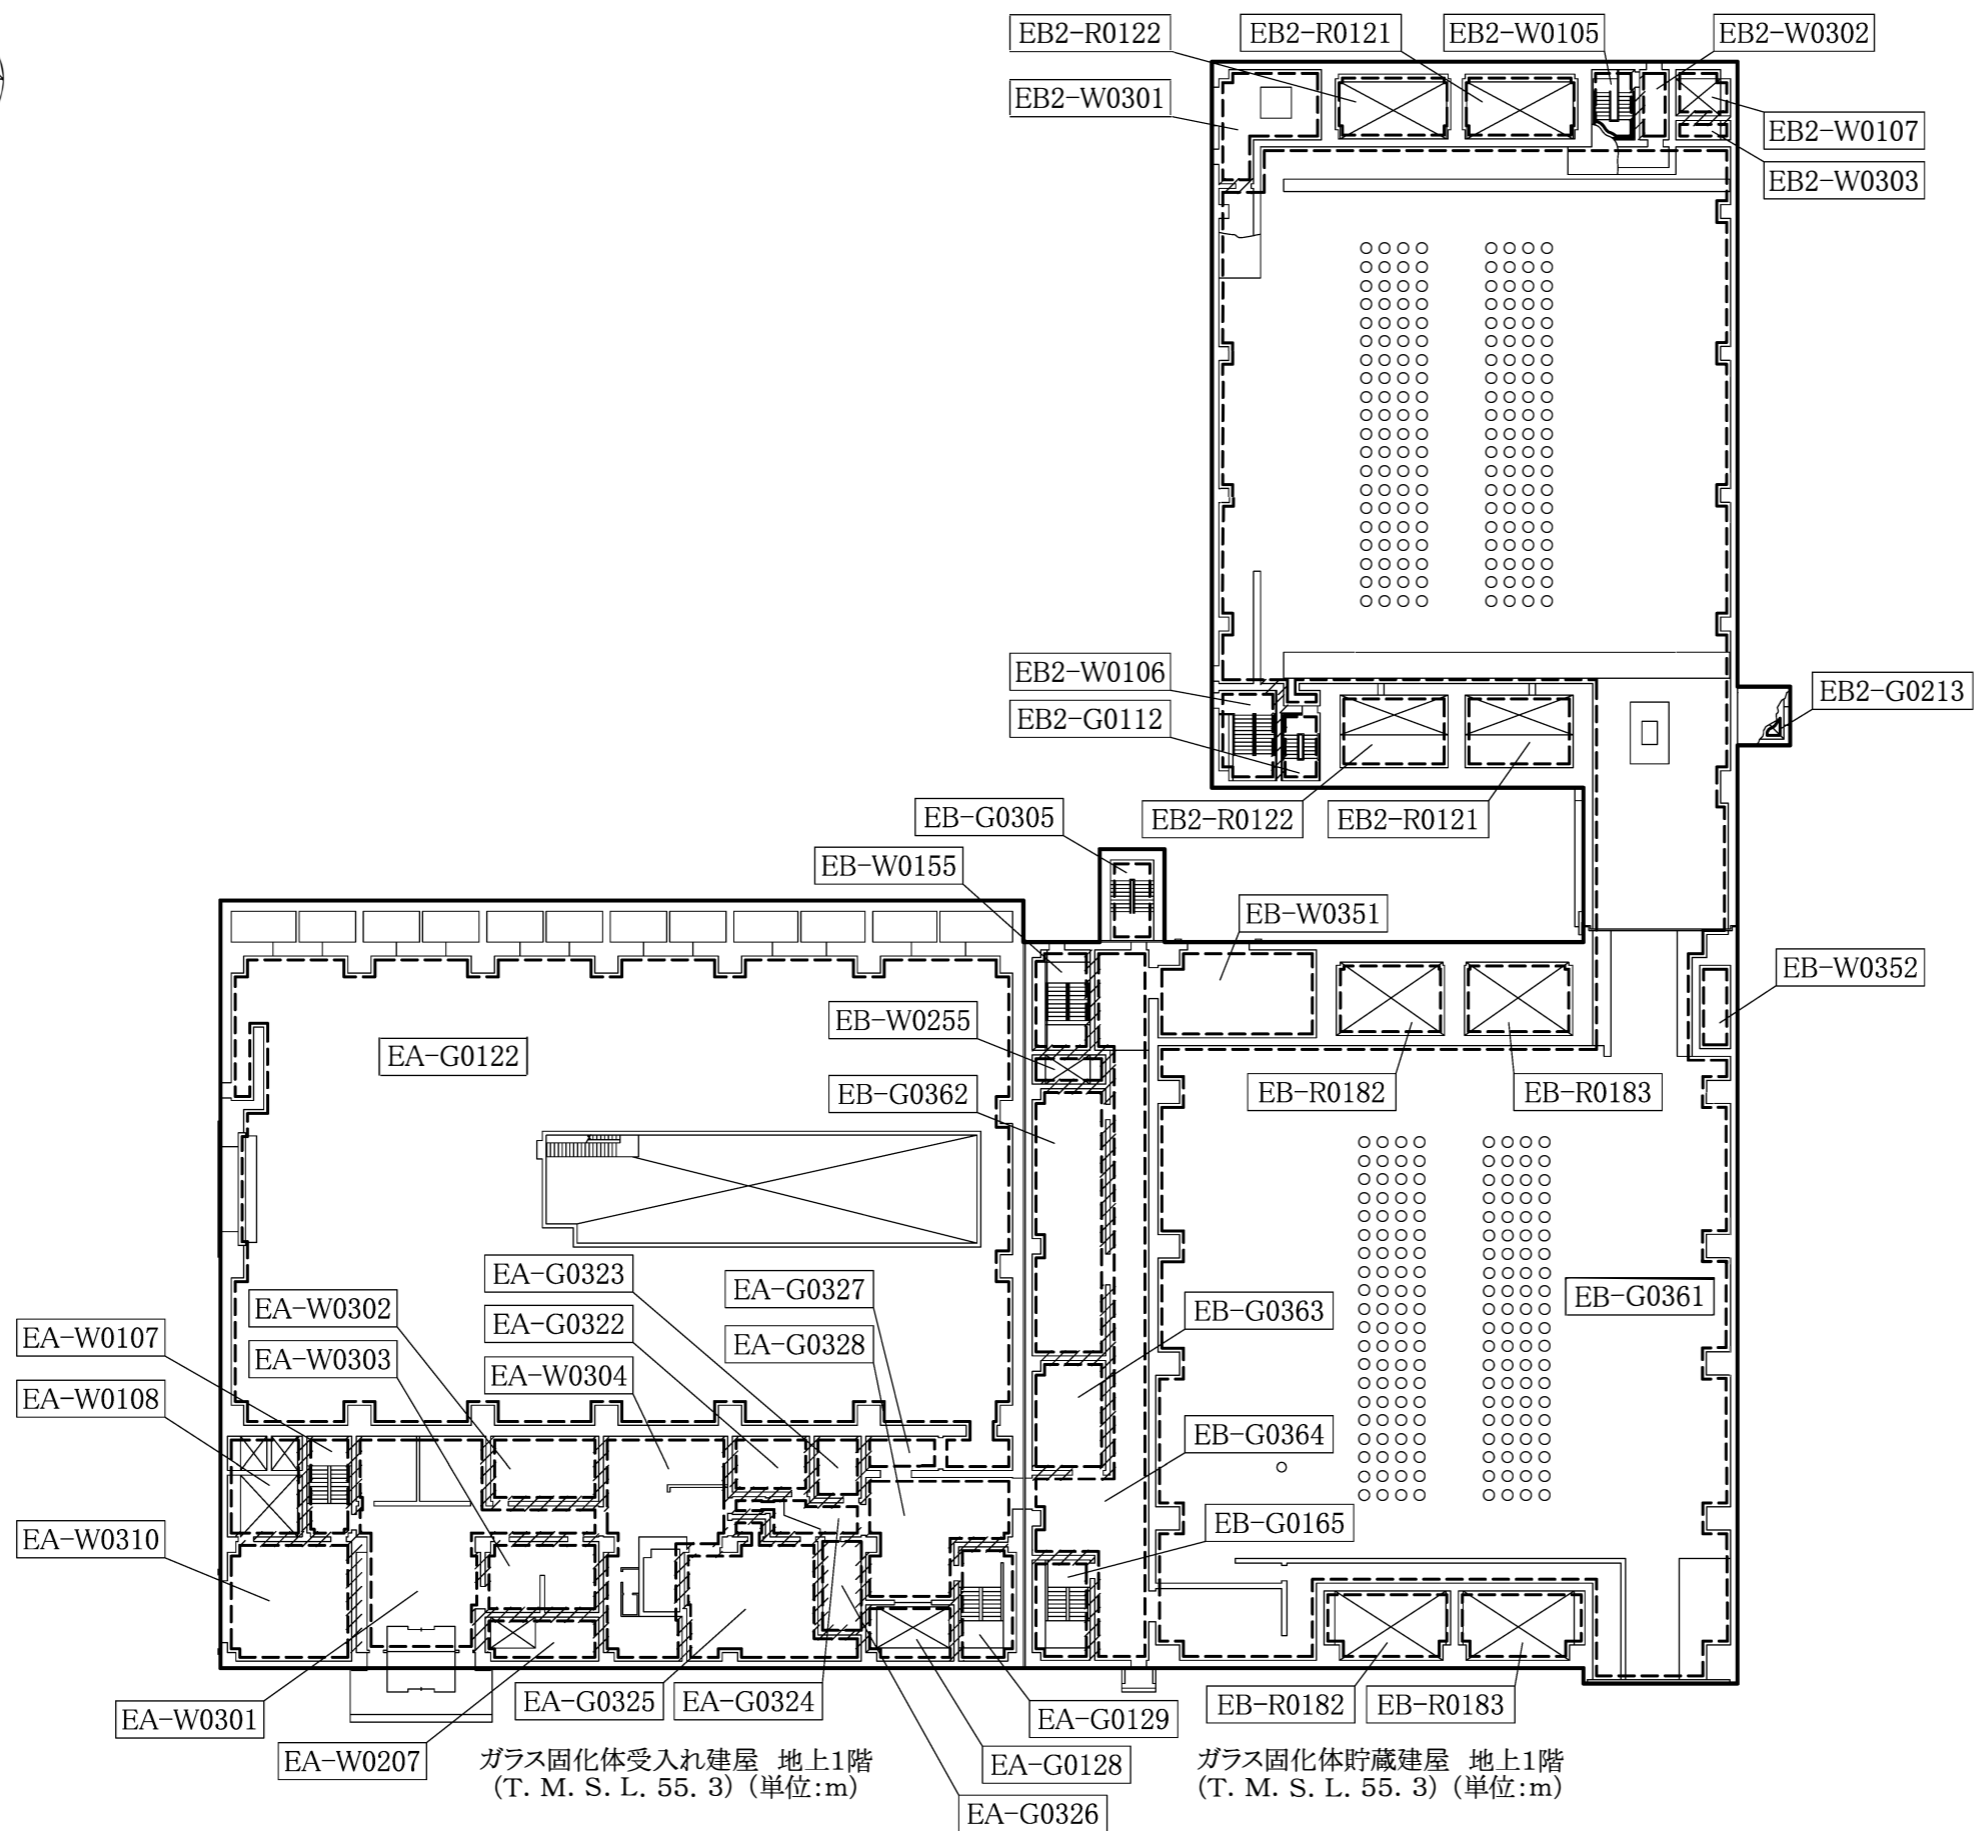 EB2-R0122
EB2-R0121
EB2-W0105
EB2-W0302
EB2-W0301
EB2-W0107
EB2-W0303
EB2-W0106
EB2-G0213
EB2-G0112
EB2-R0122
EB2-R0121
EB-G0305
EB-W0155
EB-W0351
EB-W0352
EB-W0255
EA-G0122
EB-G0362
EB-R0182
EB-R0183
EA-G0323
EA-G0327
EB-G0361
EA-W0302
EB-G0363
EA-G0322
EA-W0107
EA-G0328
EA-W0303
EA-W0304
EA-W0108
EB-G0364
EB-G0165
EA-W0310
EA-G0325
EA-G0324
EB-R0182
EB-R0183
EA-W0301
EA-G0129
EA-W0207
EA-G0128
EA-G0326
ガラス固化体受入れ建屋 地上1階
(T. M. S. L. 55. 3) (単位:m)
ガラス固化体貯蔵建屋 地上1階
(T. M. S. L. 55. 3) (単位:m)